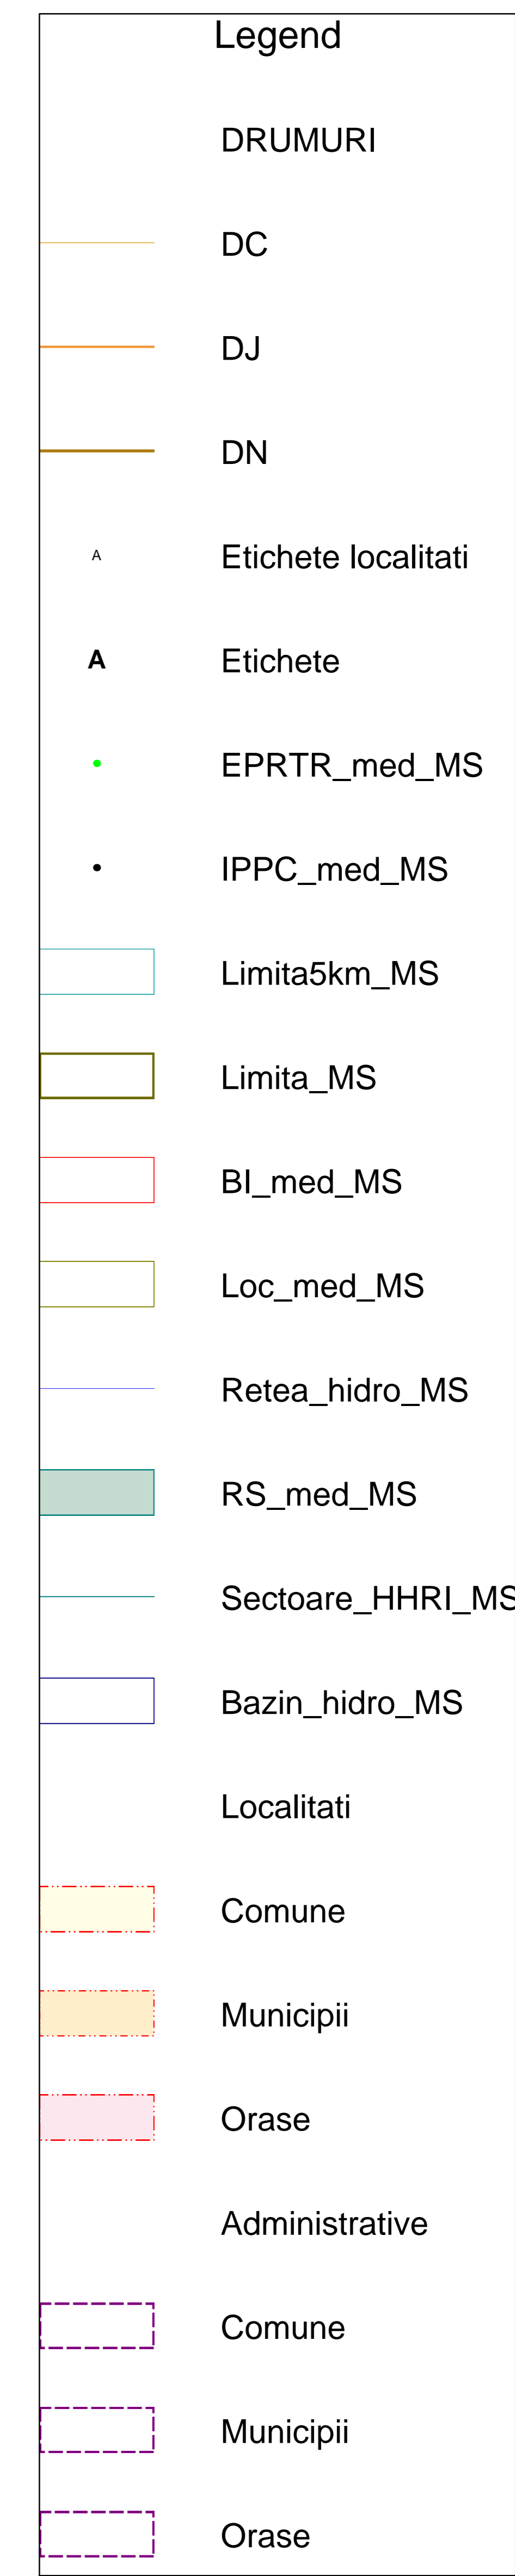 Legend
DRUMURI
DC
DJ
DN
A Etichete localitati
A Etichete
EPRTR_med_MS
IPPC_med_MS
Limita5km_MS
Limita_MS
BI_med_MS
Loc_med_MS
Retea_hidro_MS
RS_med_MS
Sectoare_HHRI_MS
Bazin_hidro_MS
Localitati
Comune
Municipii
Orase
Administrative
Comune
Municipii
Orase